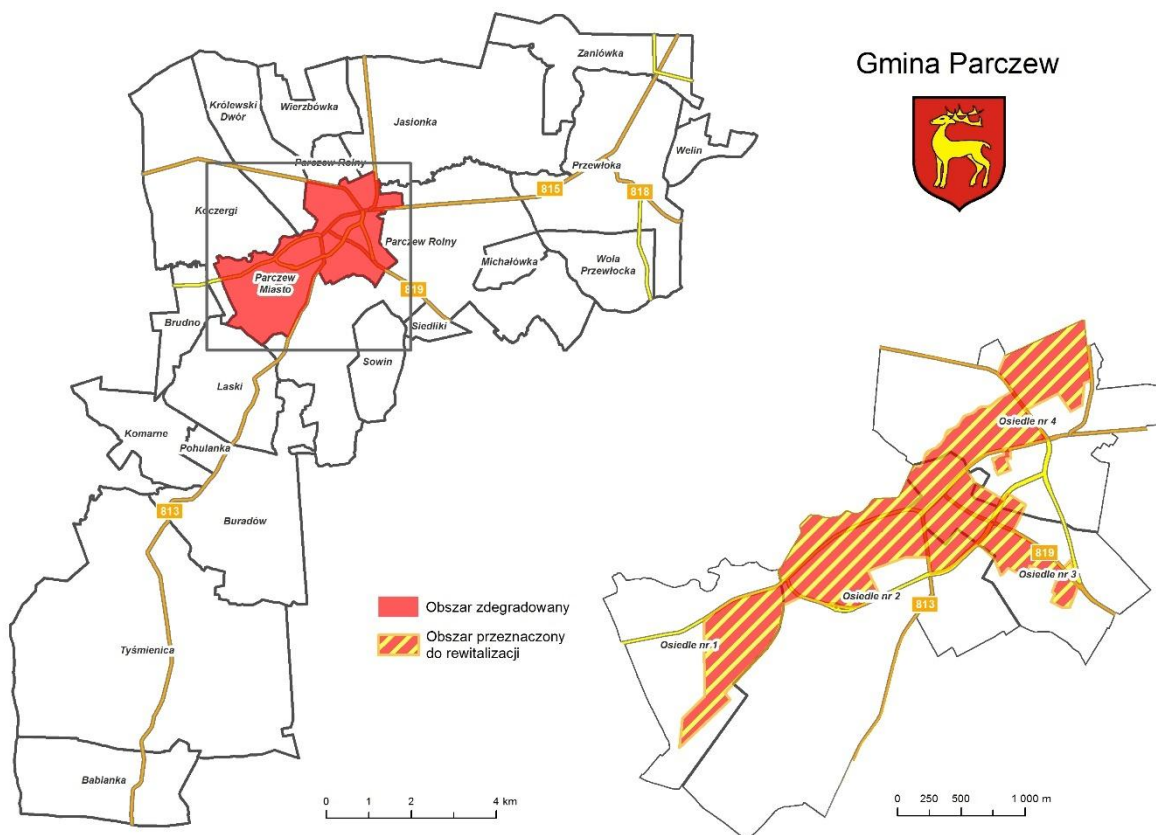 Gmina Parczew
Zaniówka
Królewski
Dwór
Wierzbówka
Jasionka
Welin
Parczew Rolny
Przewłoka
815
818
Koczergi
Parczew Rolny
Michałówka
Wola
Przewłocka
Parczew
Miasto
819
Brudno
Siedliki
Sowin
Laski
Komarne
Pohulanka
813
Buradów
Tyśmienica
Babianka
Obszar zdegradowany
Obszar przeznaczony
do rewitalizacji
0 1 2 4 km
Osiedle nr 4
819
Osiedle nr 3
Osiedle nr 2
813
Osiedle nr 1
0 250 500 1 000 m